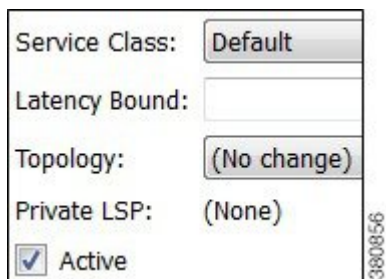 Service Class: Default
Latency Bound:
Topology: (No change)
Private LSP: (None)
Active
380856